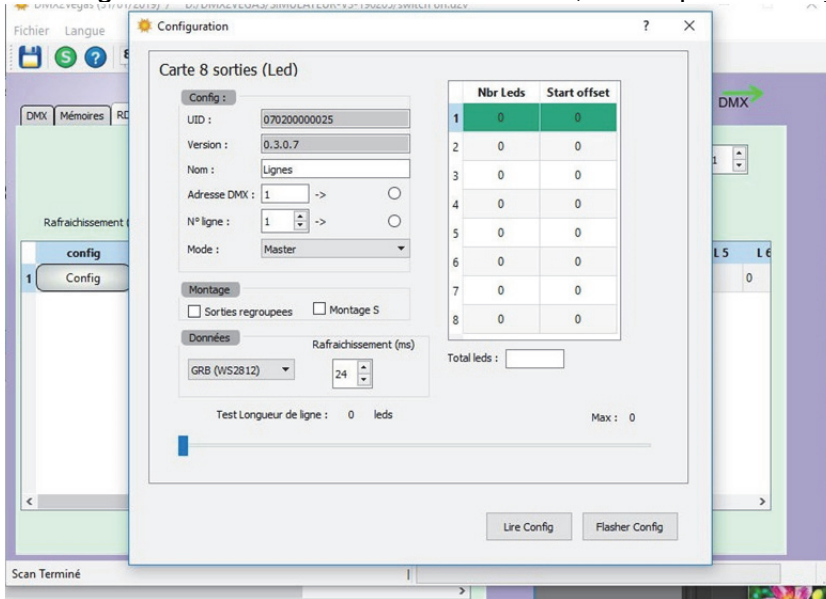 Fichier Langue
Configuration ? ×
Carte 8 sorties (Led)
Config :
UID : 070200000025
Version : 0.3.0.7
Nom : Lignes
Adresse DMX : 1 ->
N° ligne : 1 ->
Mode : Master
Montage
Sorties regroupees Montage S
Données
Rafraichissement (ms)
GRB (WS2812) 24
Test Longueur de ligne : 0 leds Max : 0
Nbr Leds Start offset
1 0 0
2 0 0
3 0 0
4 0 0
5 0 0
6 0 0
7 0 0
8 0 0
Total leds :
Lire Config Flasher Config
DMX Mémoires
DMX
1
Rafraichissement
config L 5
1 Config 0
Scan Terminé